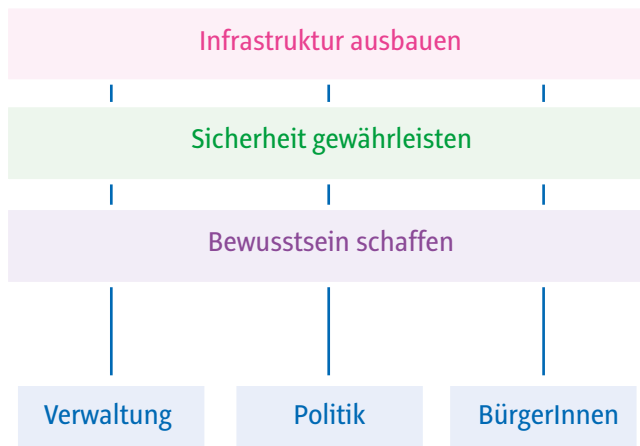 Infrastruktur ausbauen
Sicherheit gewährleisten
Bewusstsein schaffen
Verwaltung Politik BürgerInnen